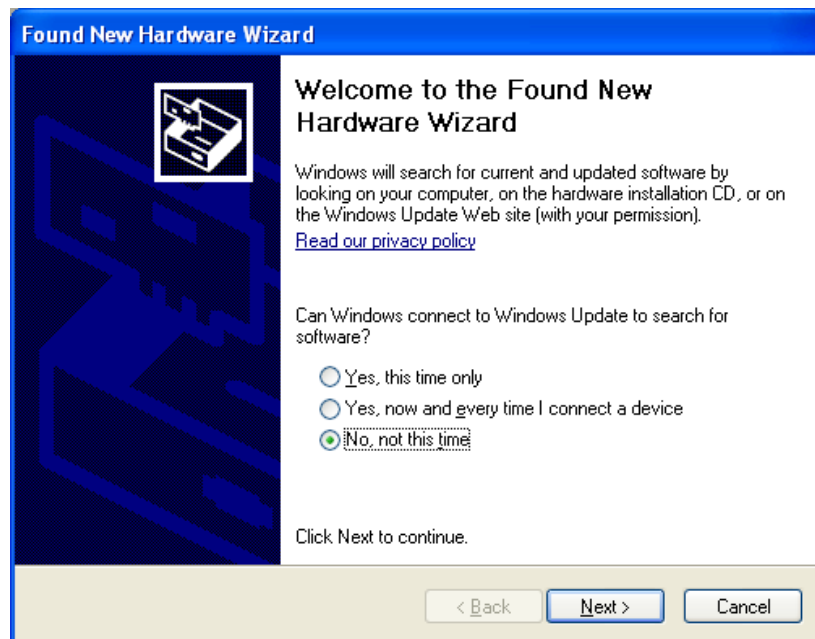 Found New Hardware Wizard
Welcome to the Found New
Hardware Wizard
Windows will search for current and updated software by
looking on your computer, on the hardware installation CD, or on
the Windows Update Web site (with your permission).
Read our privacy policy
Can Windows connect to Windows Update to search for
software?
Yes, this time only
Yes, now and every time I connect a device
No, not this time
Click Next to continue.
< Back
Next >
Cancel